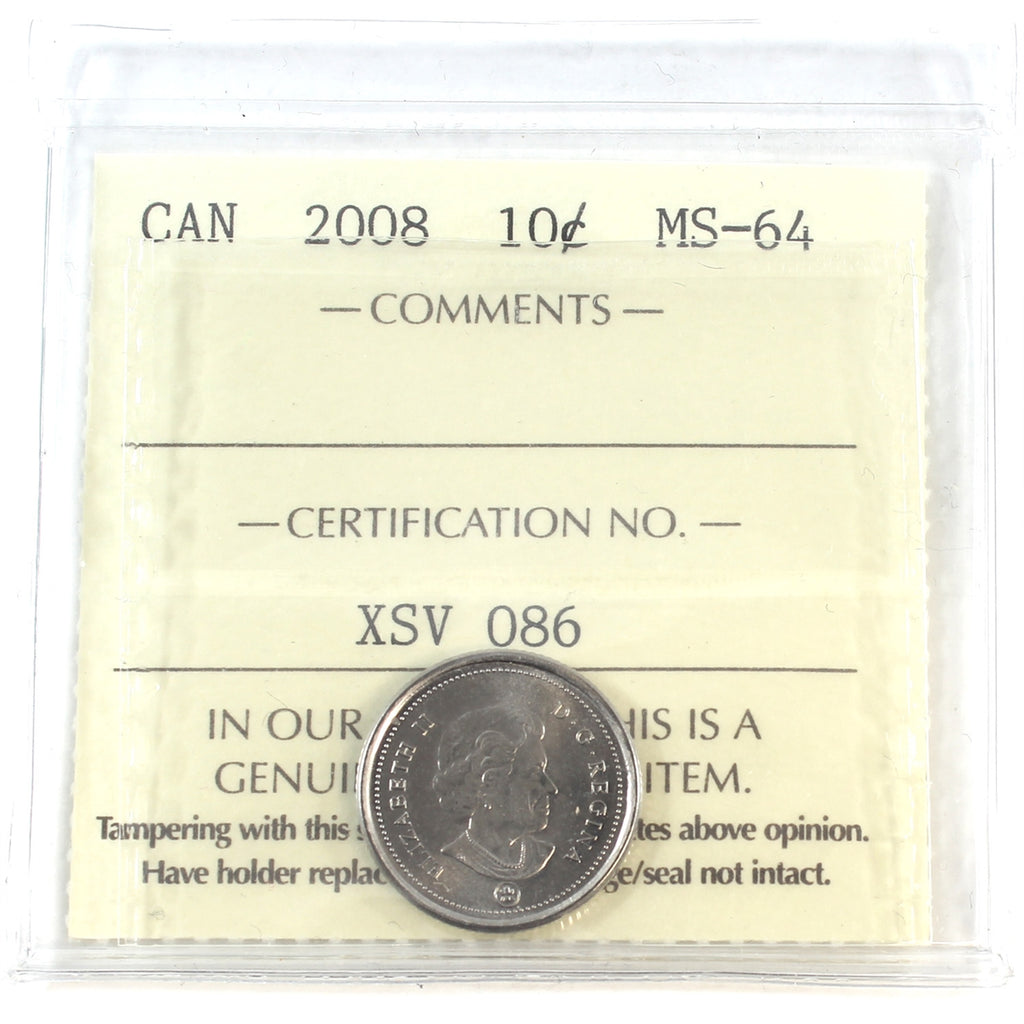 CAN 2008 10¢ MS-64
— COMMENTS —
— CERTIFICATION NO. —
XSV 086
IN OUR HIS IS A
GENUI ITEM.
Tampering with this s tes above opinion.
Have holder replac ge/seal not intact.
ELIZABETH II D·G·REGINA